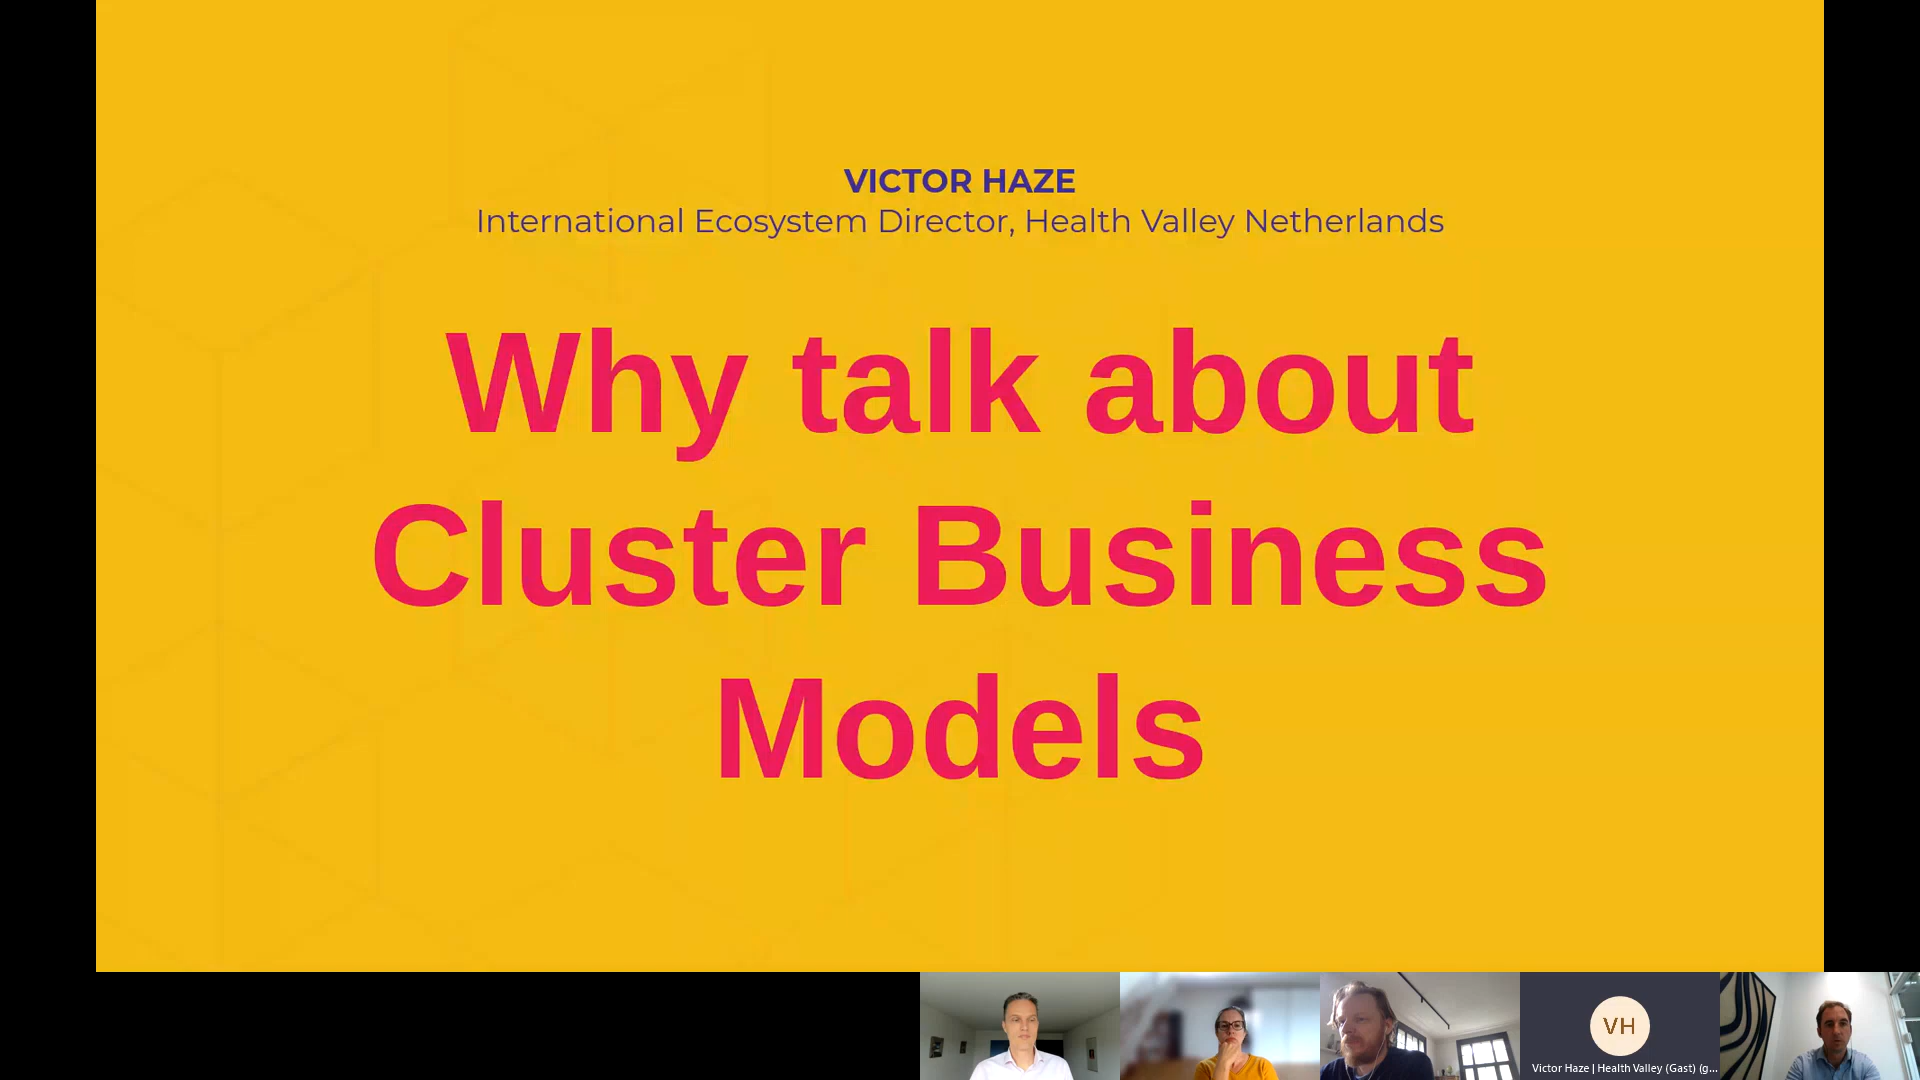 VICTOR HAZE
International Ecosystem Director, Health Valley Netherlands
Why talk about
Cluster Business
Models
VH
Victor Haze | Health Valley (Gast) (g...